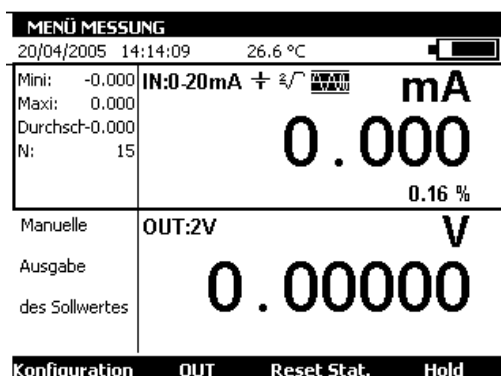 MENÜ MESSUNG
20/04/2005 14:14:09 26.6 °C
Mini: -0.000
Maxi: 0.000
Durchsch-0.000
N: 15
IN:0-20mA
mA
0.000
0.16 %
Manuelle
Ausgabe
des Sollwertes
OUT:2V
V
0.00000
Konfiguration OUT Reset Stat. Hold